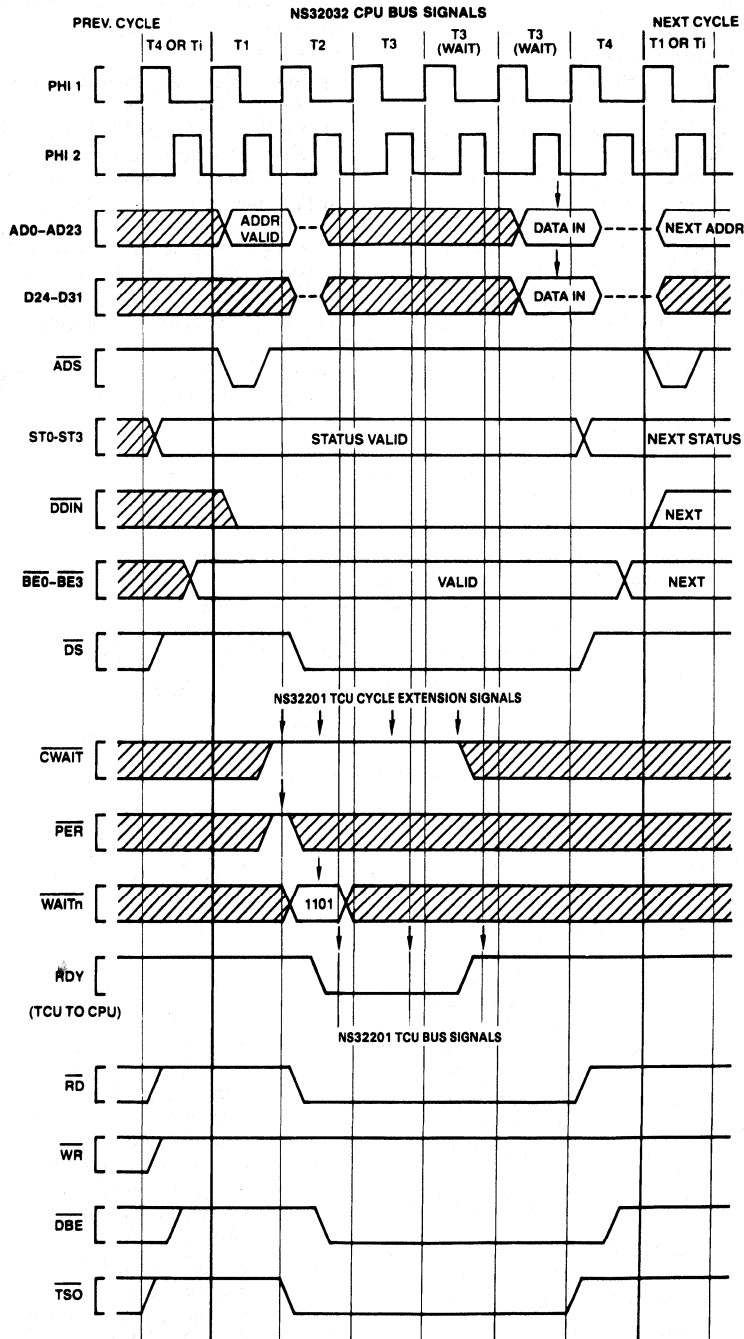 NS32032 CPU BUS SIGNALS
PREV. CYCLE
NEXT CYCLE
T4 OR Ti
T1
T2
T3
T3 (WAIT)
T3 (WAIT)
T4
T1 OR Ti
PHI 1
PHI 2
AD0–AD23
ADDR VALID
DATA IN
NEXT ADDR
D24–D31
DATA IN
ADS
ST0-ST3
STATUS VALID
NEXT STATUS
DDIN
NEXT
BE0–BE3
VALID
NEXT
DS
NS32201 TCU CYCLE EXTENSION SIGNALS
CWAIT
PER
WAITn
1101
RDY
(TCU TO CPU)
NS32201 TCU BUS SIGNALS
RD
WR
DBE
TSO